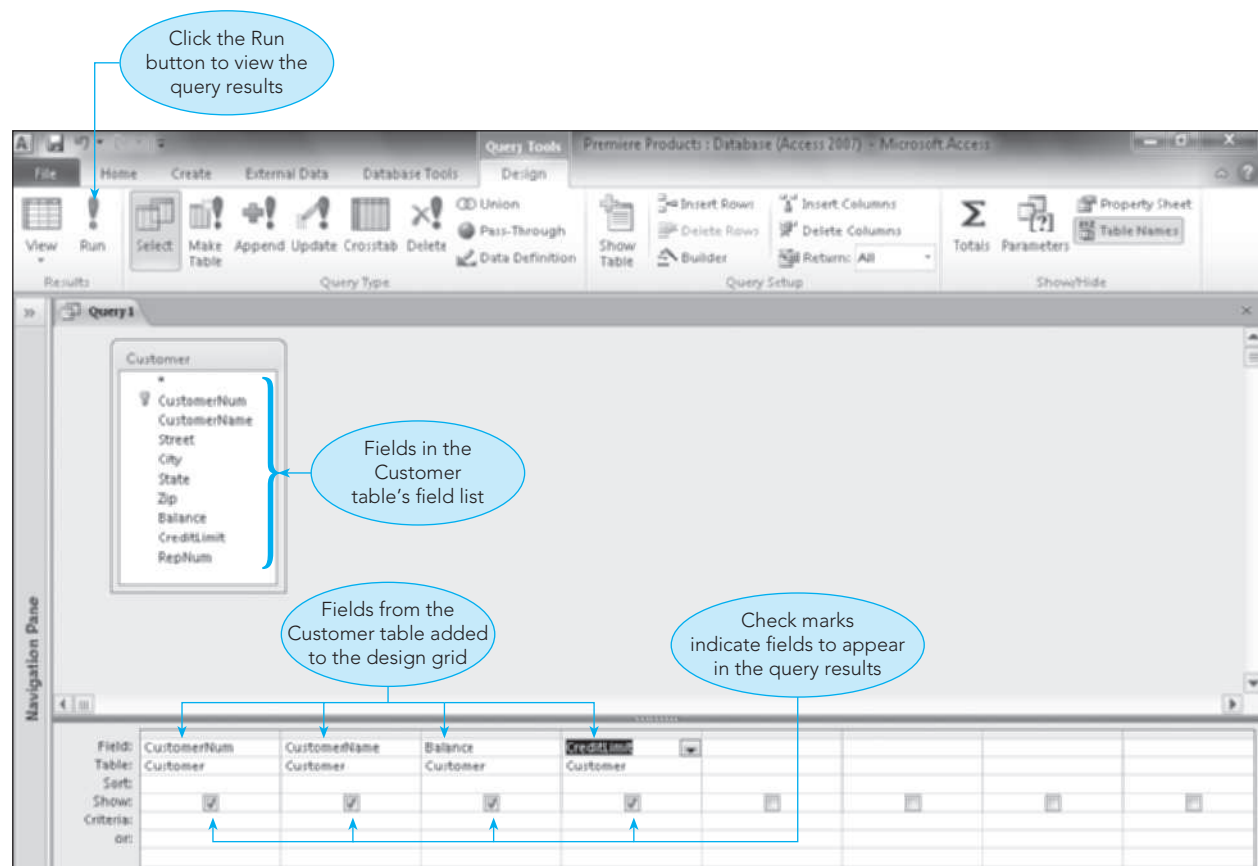 Click the Run
button to view the
query results
Query Tools
Premiere Products : Database (Access 2007) - Microsoft Access
File Home Create External Data Database Tools Design
View
Run
Select
Make
Table
Append
Update
Crosstab
Delete
Union
Pass-Through
Data Definition
Show
Table
Insert Rows
Delete Rows
Builder
Insert Columns
Delete Columns
Return: All
Totals
Parameters
Property Sheet
Table Names
Results
Query Type
Query Setup
Show/Hide
Query1
Customer
*
CustomerNum
CustomerName
Street
City
State
Zip
Balance
CreditLimit
RepNum
Fields in the
Customer
table's field list
Navigation Pane
Fields from the
Customer table added
to the design grid
Check marks
indicate fields to appear
in the query results
Field: CustomerNum CustomerName Balance CreditLimit
Table: Customer Customer Customer Customer
Sort:
Show:
Criteria:
or: